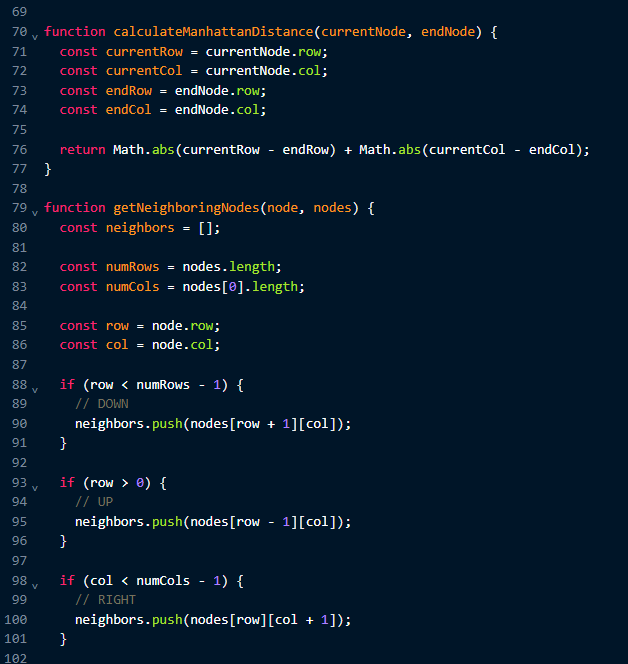 69
70 function calculateManhattanDistance(currentNode, endNode) {
71 const currentRow = currentNode.row;
72 const currentCol = currentNode.col;
73 const endRow = endNode.row;
74 const endCol = endNode.col;
75
76 return Math.abs(currentRow - endRow) + Math.abs(currentCol - endCol);
77 }
78
79 function getNeighboringNodes(node, nodes) {
80 const neighbors = [];
81
82 const numRows = nodes.length;
83 const numCols = nodes[0].length;
84
85 const row = node.row;
86 const col = node.col;
87
88 if (row < numRows - 1) {
89 // DOWN
90 neighbors.push(nodes[row + 1][col]);
91 }
92
93 if (row > 0) {
94 // UP
95 neighbors.push(nodes[row - 1][col]);
96 }
97
98 if (col < numCols - 1) {
99 // RIGHT
100 neighbors.push(nodes[row][col + 1]);
101 }
102